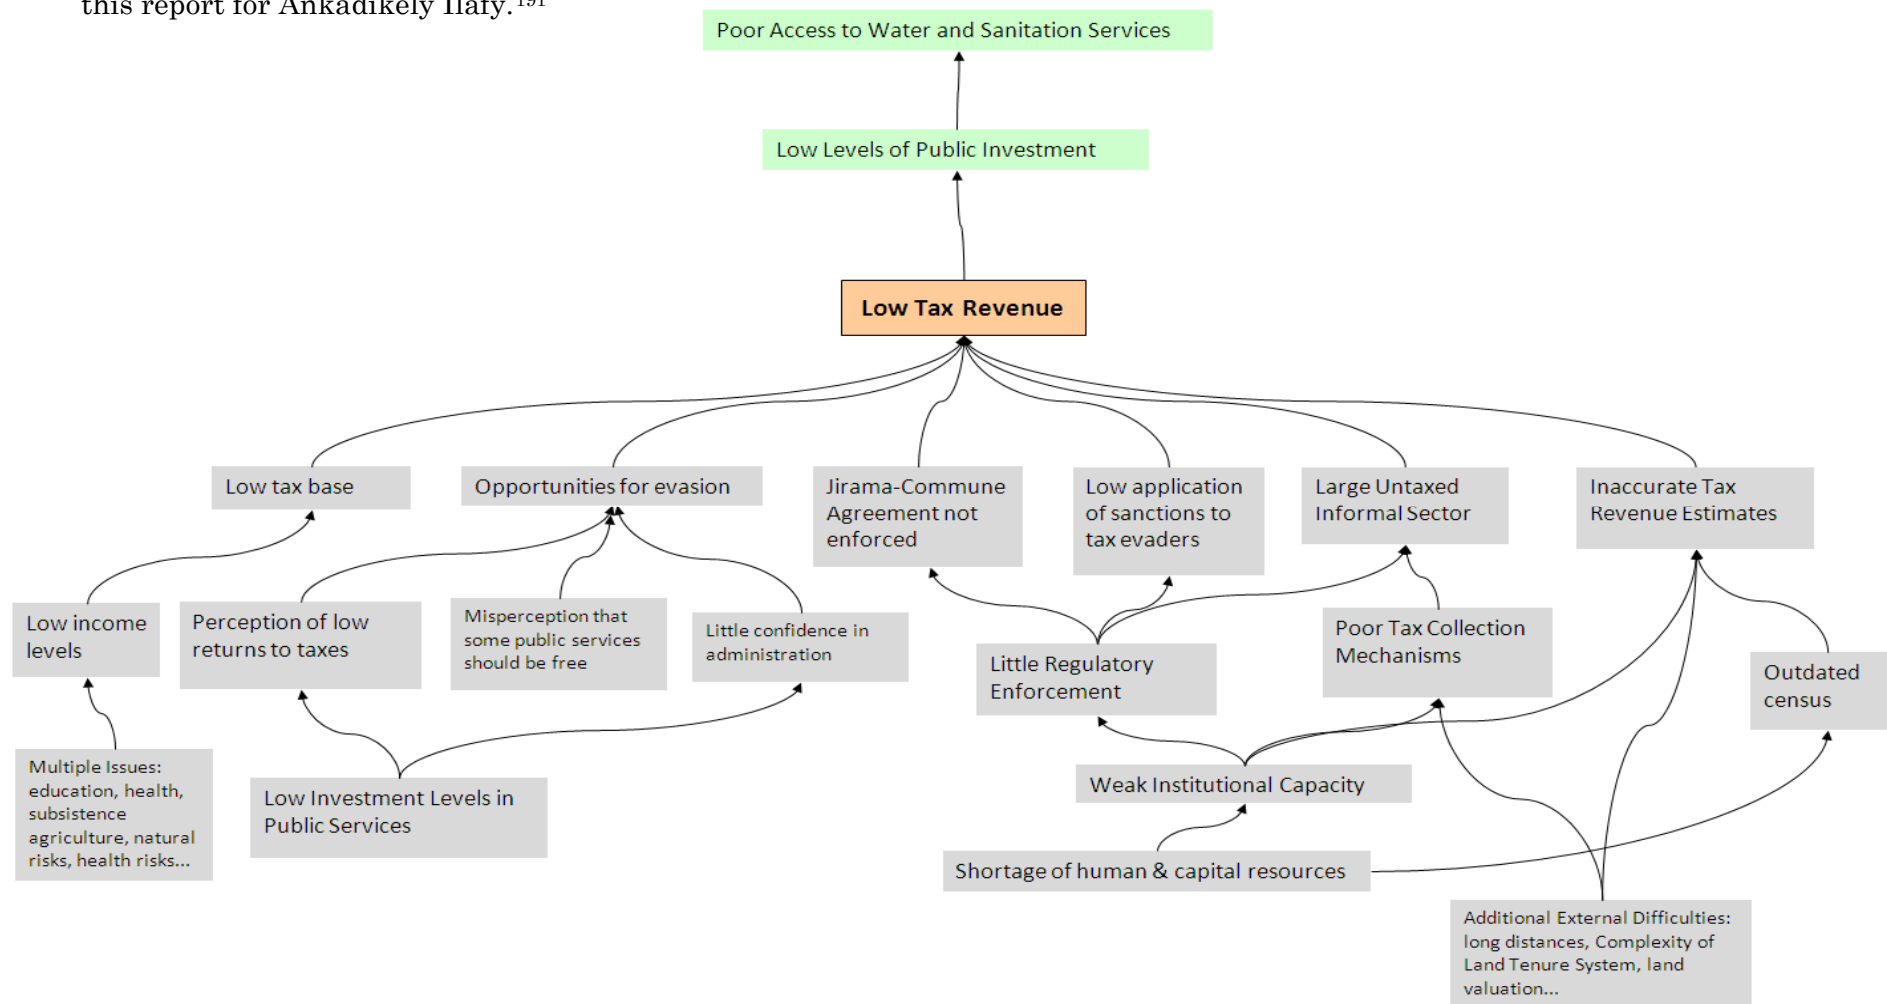 this report for Ankadikely Ilafy.191
Poor Access to Water and Sanitation Services
Low Levels of Public Investment
Low Tax Revenue
Low tax base
Opportunities for evasion
Jirama-Commune
Agreement not
enforced
Low application
of sanctions to
tax evaders
Large Untaxed
Informal Sector
Inaccurate Tax
Revenue Estimates
Low income
levels
Perception of low
returns to taxes
Misperception that
some public services
should be free
Little confidence in
administration
Little Regulatory
Enforcement
Poor Tax Collection
Mechanisms
Outdated
census
Multiple Issues:
education, health,
subsistence
agriculture, natural
risks, health risks...
Low Investment Levels in
Public Services
Weak Institutional Capacity
Shortage of human & capital resources
Additional External Difficulties:
long distances, Complexity of
Land Tenure System, land
valuation...